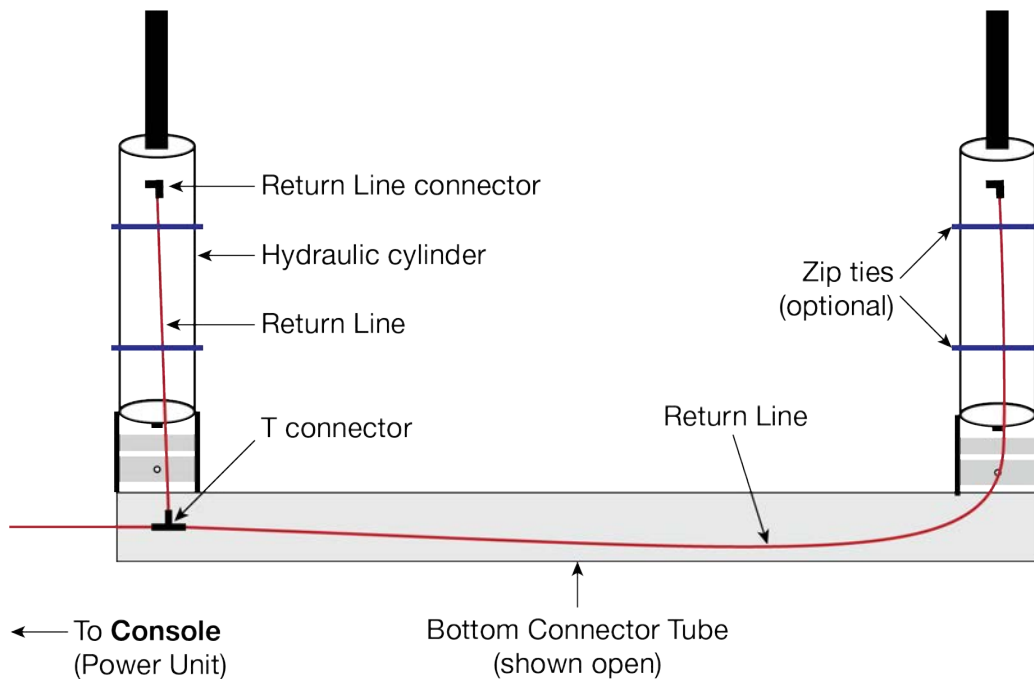 Return Line connector
Hydraulic cylinder
Zip ties
(optional)
Return Line
Return Line
T connector
To Console
(Power Unit)
Bottom Connector Tube
(shown open)